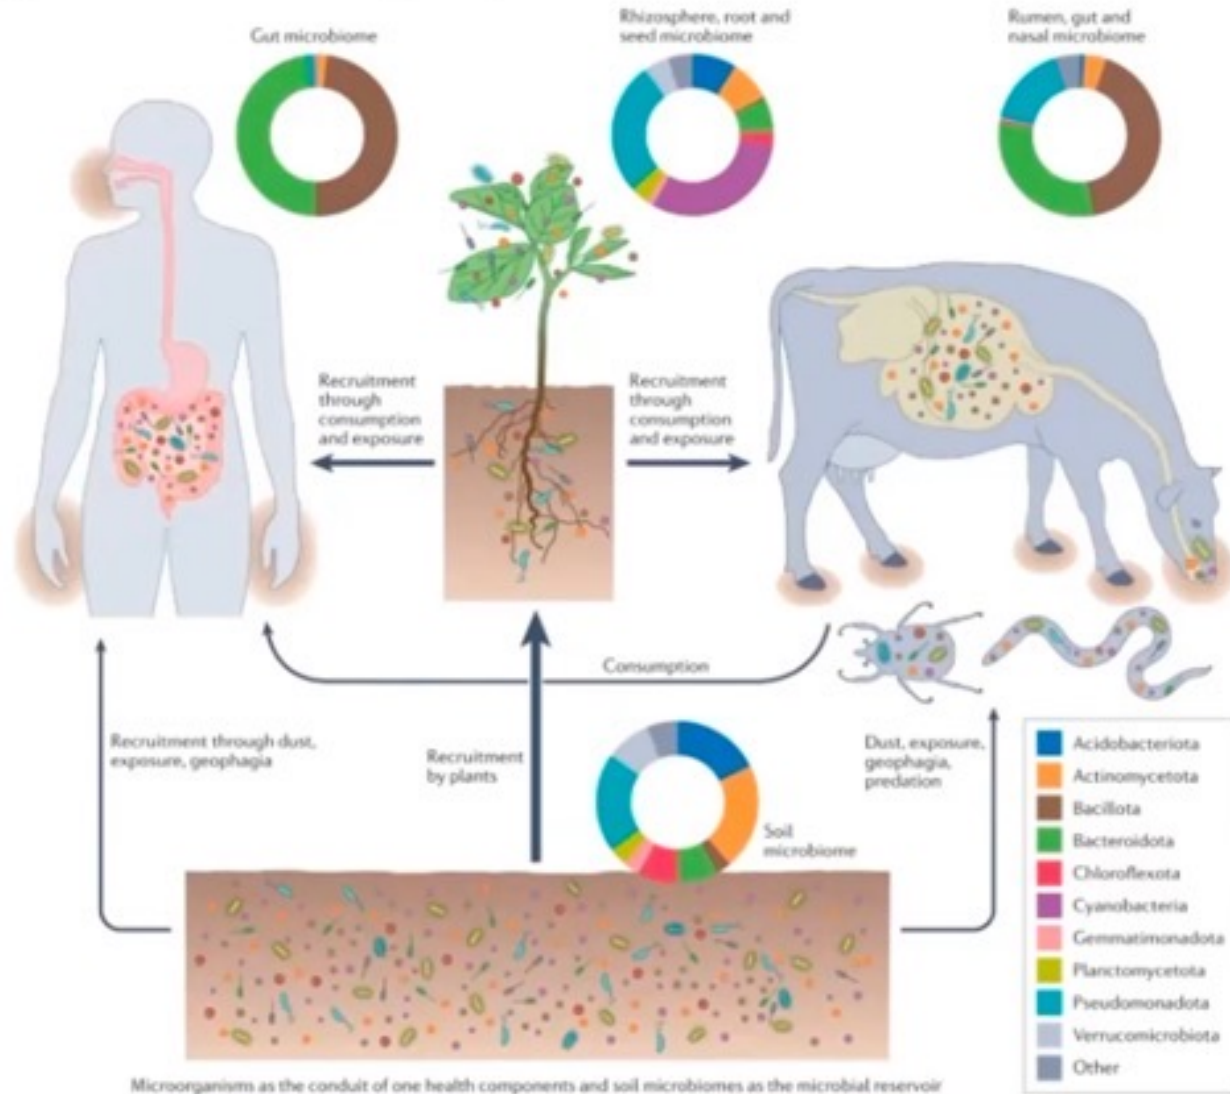 Gut microbiome
Rhizosphere, root and
seed microbiome
Rumen, gut and
nasal microbiome
Recruitment
through
consumption
and exposure
Recruitment
through
consumption
and exposure
Consumption
Recruitment through dust,
exposure, geophagia
Recruitment
by plants
Dust, exposure,
geophagia,
predation
Soil
microbiome
Acidobacteriota
Actinomycetota
Bacillota
Bacteroidota
Chloroflexota
Cyanobacteria
Gemmatimonadota
Planctomycetota
Pseudomonadota
Verrucomicrobiota
Other
Microorganisms as the conduit of one health components and soil microbiomes as the microbial reservoir